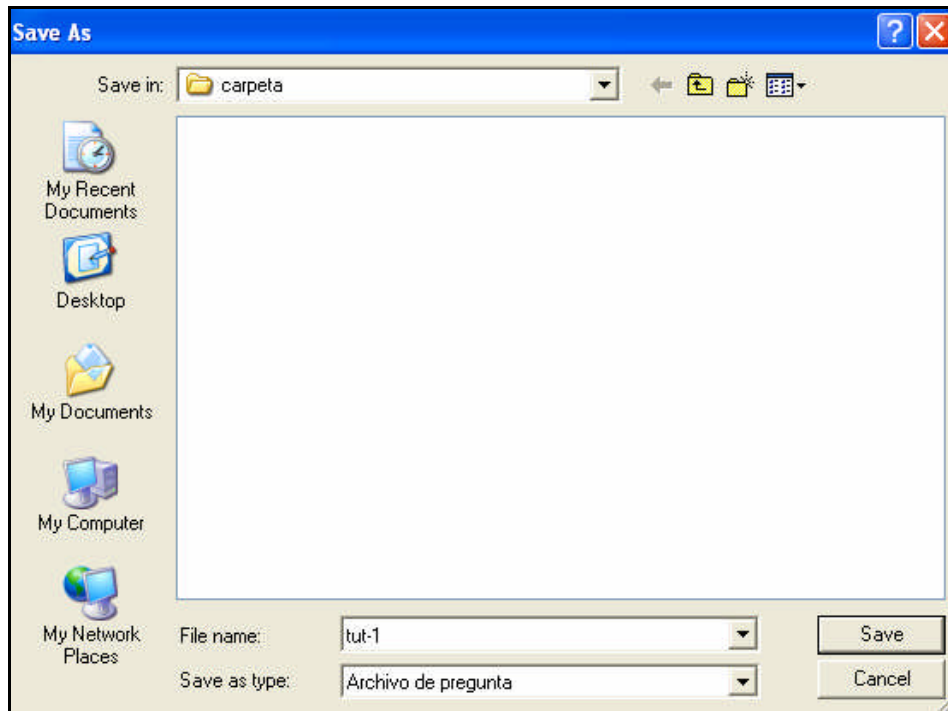 Save As
Save in:
carpeta
My Recent
Documents
Desktop
My Documents
My Computer
My Network
Places
File name:
tut-1
Save
Save as type:
Archivo de pregunta
Cancel